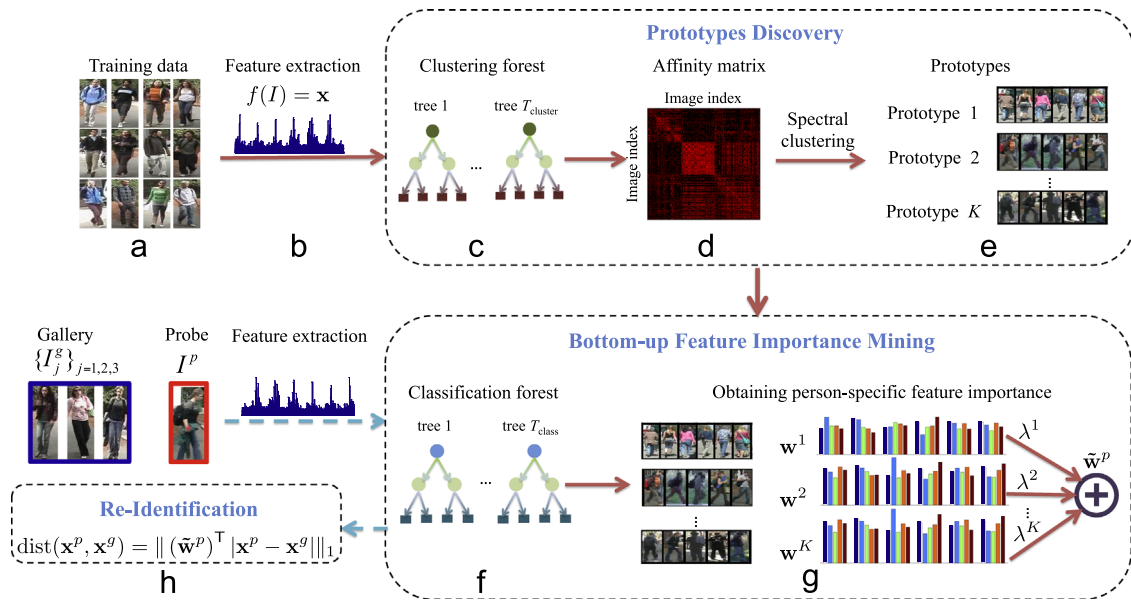 Prototypes Discovery
Training data
Feature extraction
f(I) = x
Clustering forest
tree 1
tree T_cluster
...
Affinity matrix
Image index
Image index
Spectral
clustering
Prototypes
Prototype 1
Prototype 2
...
Prototype K
a
b
c
d
e
Gallery
{I_j^g}_{j=1,2,3}
Probe
I^p
Feature extraction
Bottom-up Feature Importance Mining
Classification forest
tree 1
tree T_class
...
Obtaining person-specific feature importance
...
w^1
w^2
w^K
λ^1
λ^2
...
λ^K
w̃^p
+
Re-Identification
dist(x^p, x^g) = ‖ (w̃^p)^⊤ |x^p − x^g| ‖_1
h
f
g